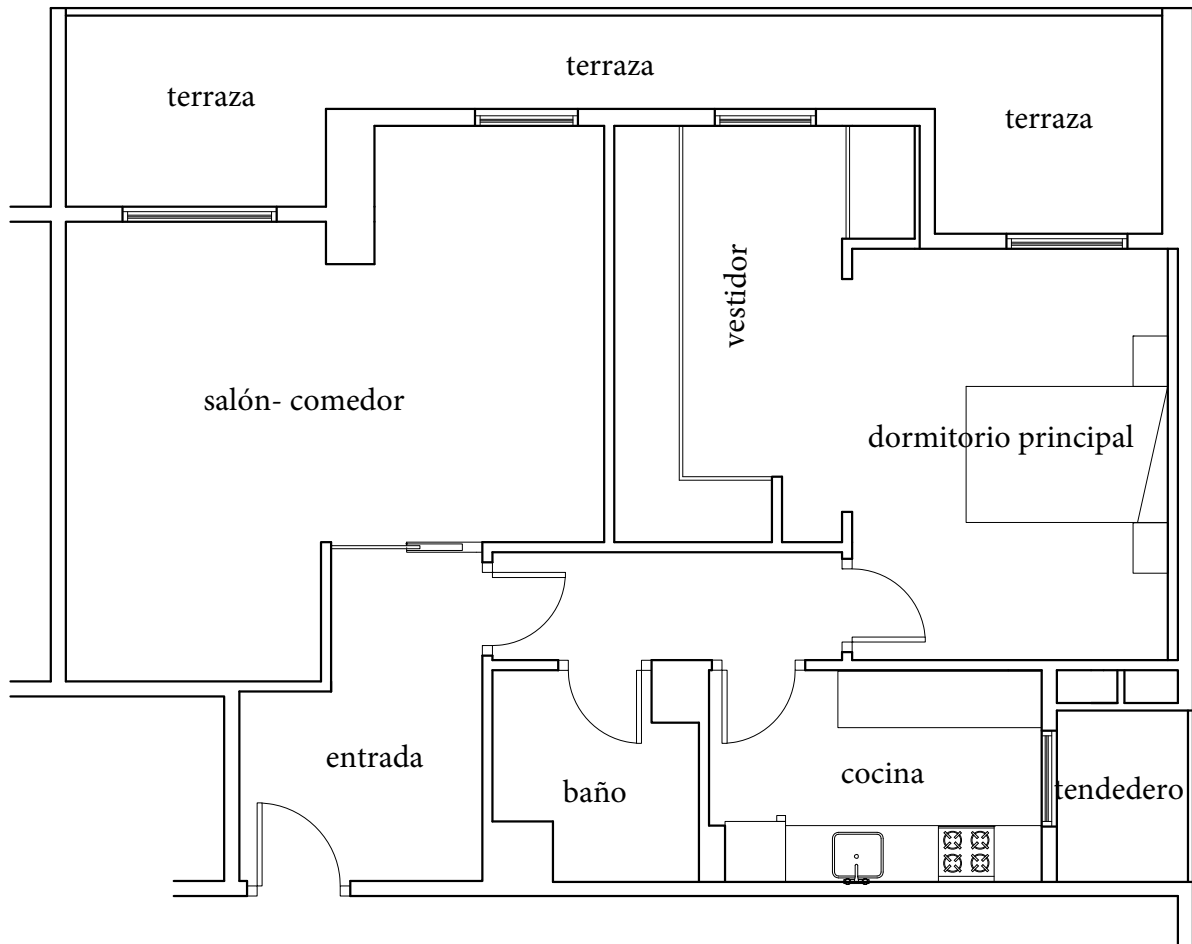 terraza
terraza
terraza
vestidor
salón- comedor
dormitorio principal
entrada
baño
cocina
tendedero